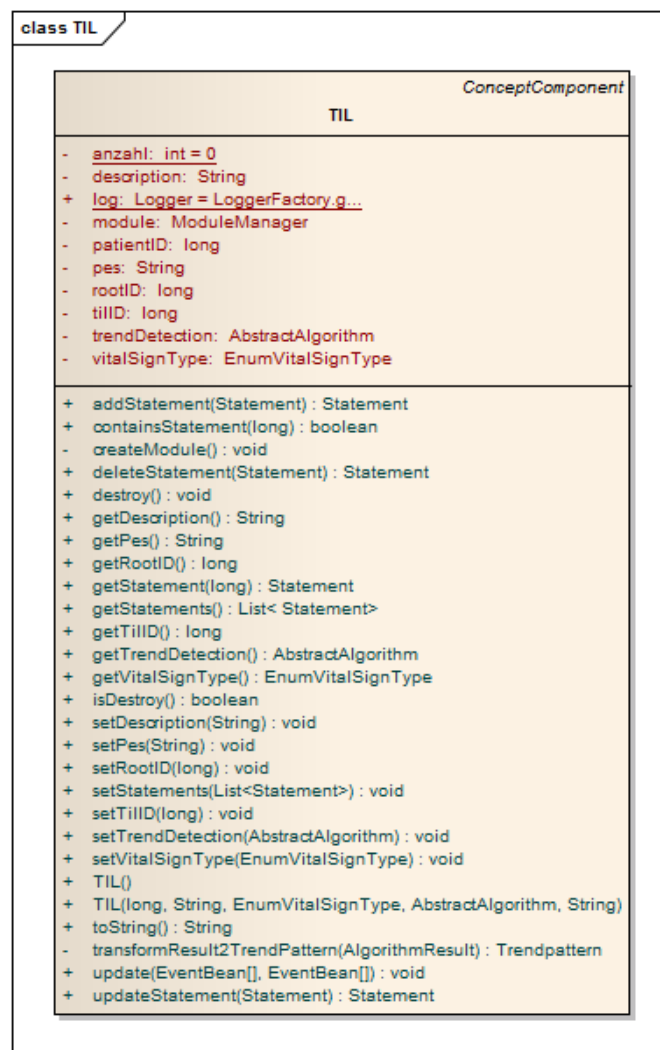 class TIL
ConceptComponent
TIL
- anzahl: int = 0
- description: String
+ log: Logger = LoggerFactory.g...
- module: ModuleManager
- patientID: long
- pes: String
- rootID: long
- tilIID: long
- trendDetection: AbstractAlgorithm
- vitalSignType: EnumVitalSignType
+ addStatement(Statement) : Statement
+ containsStatement(long) : boolean
- createModule() : void
+ deleteStatement(Statement) : Statement
+ destroy() : void
+ getDescription() : String
+ getPes() : String
+ getRootID() : long
+ getStatement(long) : Statement
+ getStatements() : List< Statement>
+ getTilIID() : long
+ getTrendDetection() : AbstractAlgorithm
+ getVitalSignType() : EnumVitalSignType
+ isDestroy() : boolean
+ setDescription(String) : void
+ setPes(String) : void
+ setRootID(long) : void
+ setStatements(List<Statement>) : void
+ setTilIID(long) : void
+ setTrendDetection(AbstractAlgorithm) : void
+ setVitalSignType(EnumVitalSignType) : void
+ TIL()
+ TIL(long, String, EnumVitalSignType, AbstractAlgorithm, String)
+ toString() : String
- transformResult2TrendPattern(AlgorithmResult) : Trendpattern
+ update(EventBean[], EventBean[]) : void
+ updateStatement(Statement) : Statement